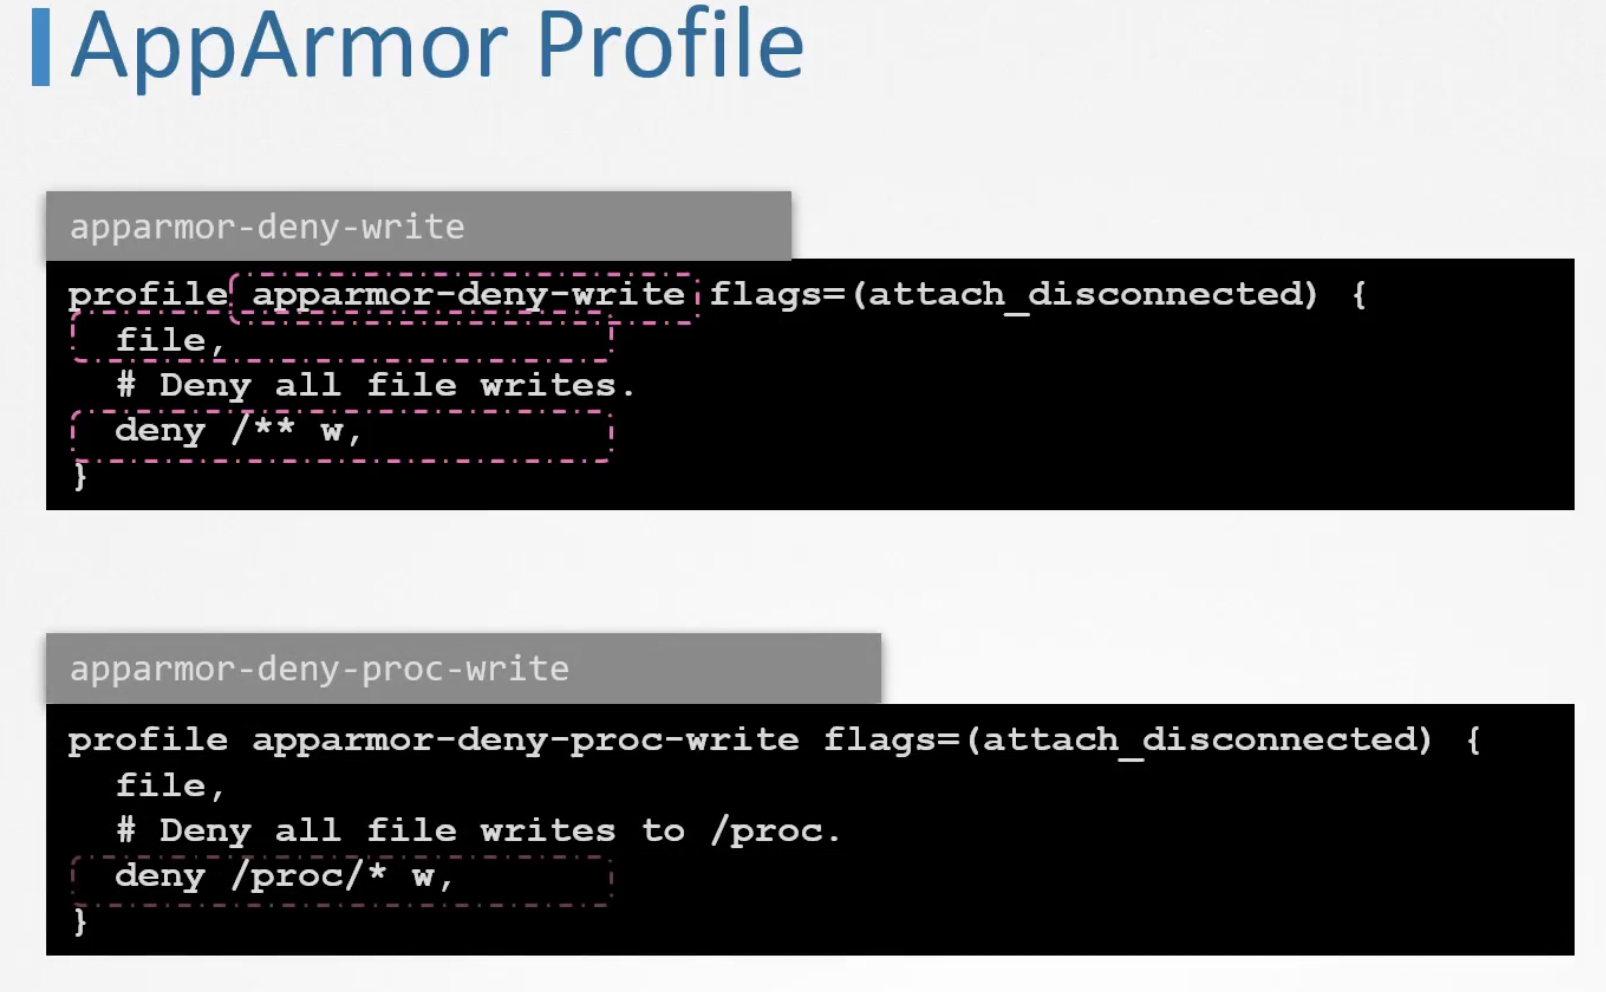 AppArmor Profile
apparmor-deny-write
profile apparmor-deny-write flags=(attach_disconnected) {
file,
# Deny all file writes.
deny /** w,
}
apparmor-deny-proc-write
profile apparmor-deny-proc-write flags=(attach_disconnected) {
file,
# Deny all file writes to /proc.
deny /proc/* w,
}